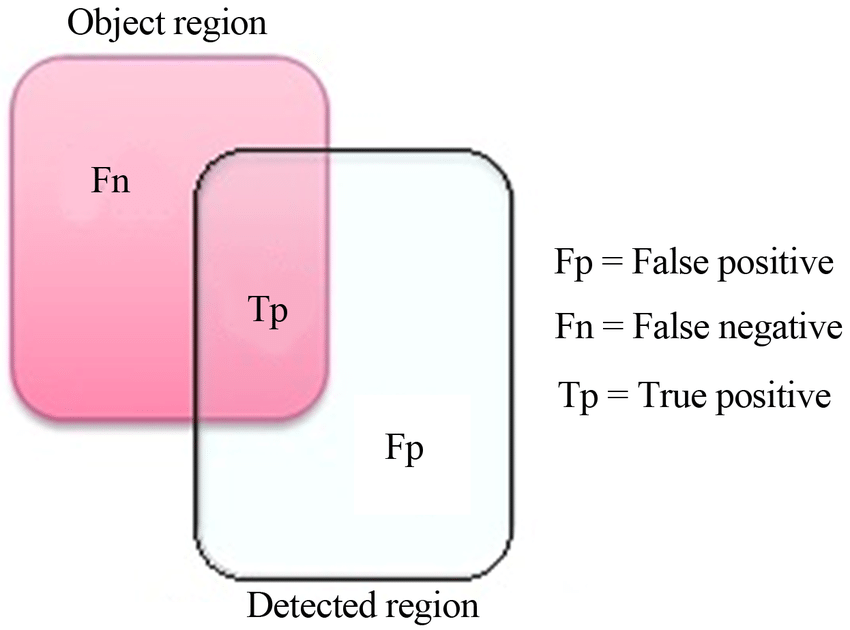 Object region
Fn
Tp
Fp
Detected region
Fp = False positive
Fn = False negative
Tp = True positive